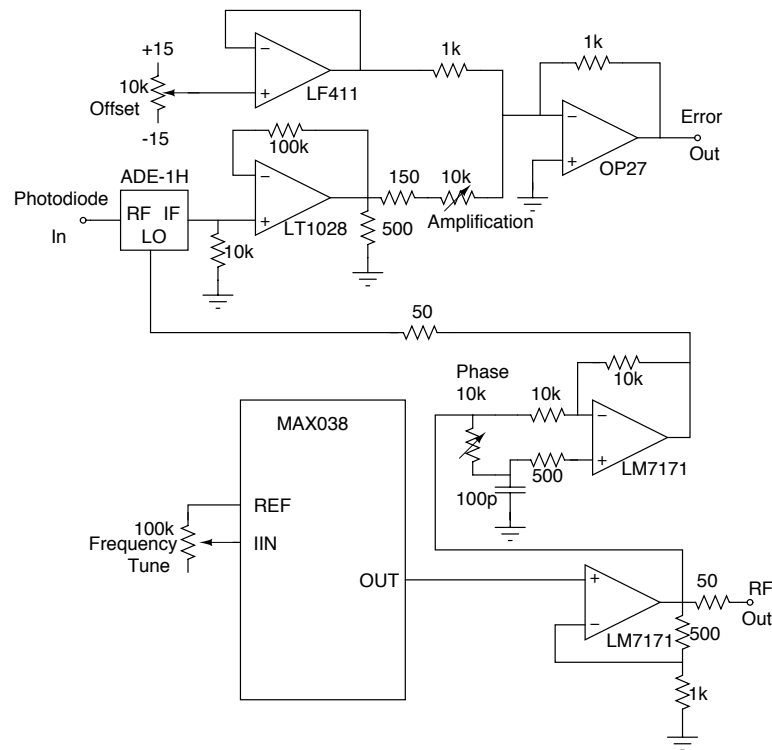 +15
10k
Offset
-15
LF411
1k
1k
OP27
Error
Out
100k
LT1028
150
10k
Amplification
500
ADE-1H
Photodiode
In
RF IF
LO
10k
50
Phase
10k
10k
10k
LM7171
500
100p
MAX038
REF
IIN
OUT
100k
Frequency
Tune
LM7171
50
RF
Out
500
1k